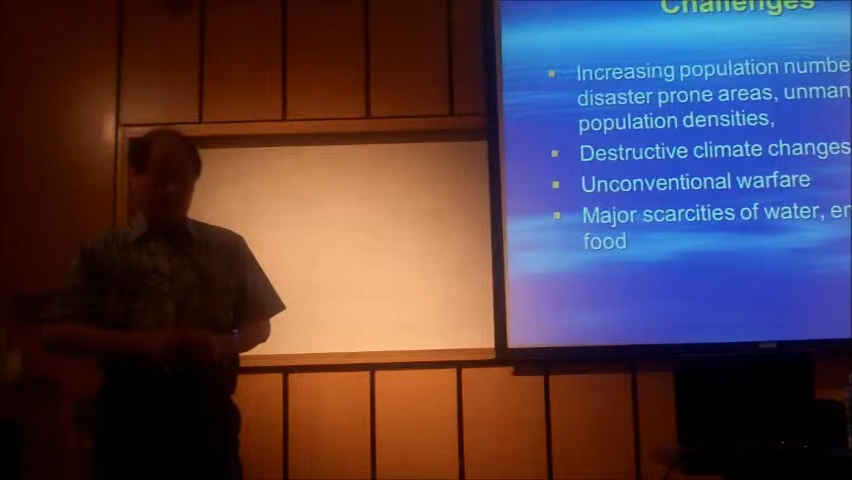 Challenges
Increasing population numbe
disaster prone areas, unman
population densities,
Destructive climate changes
Unconventional warfare
Major scarcities of water, er
food